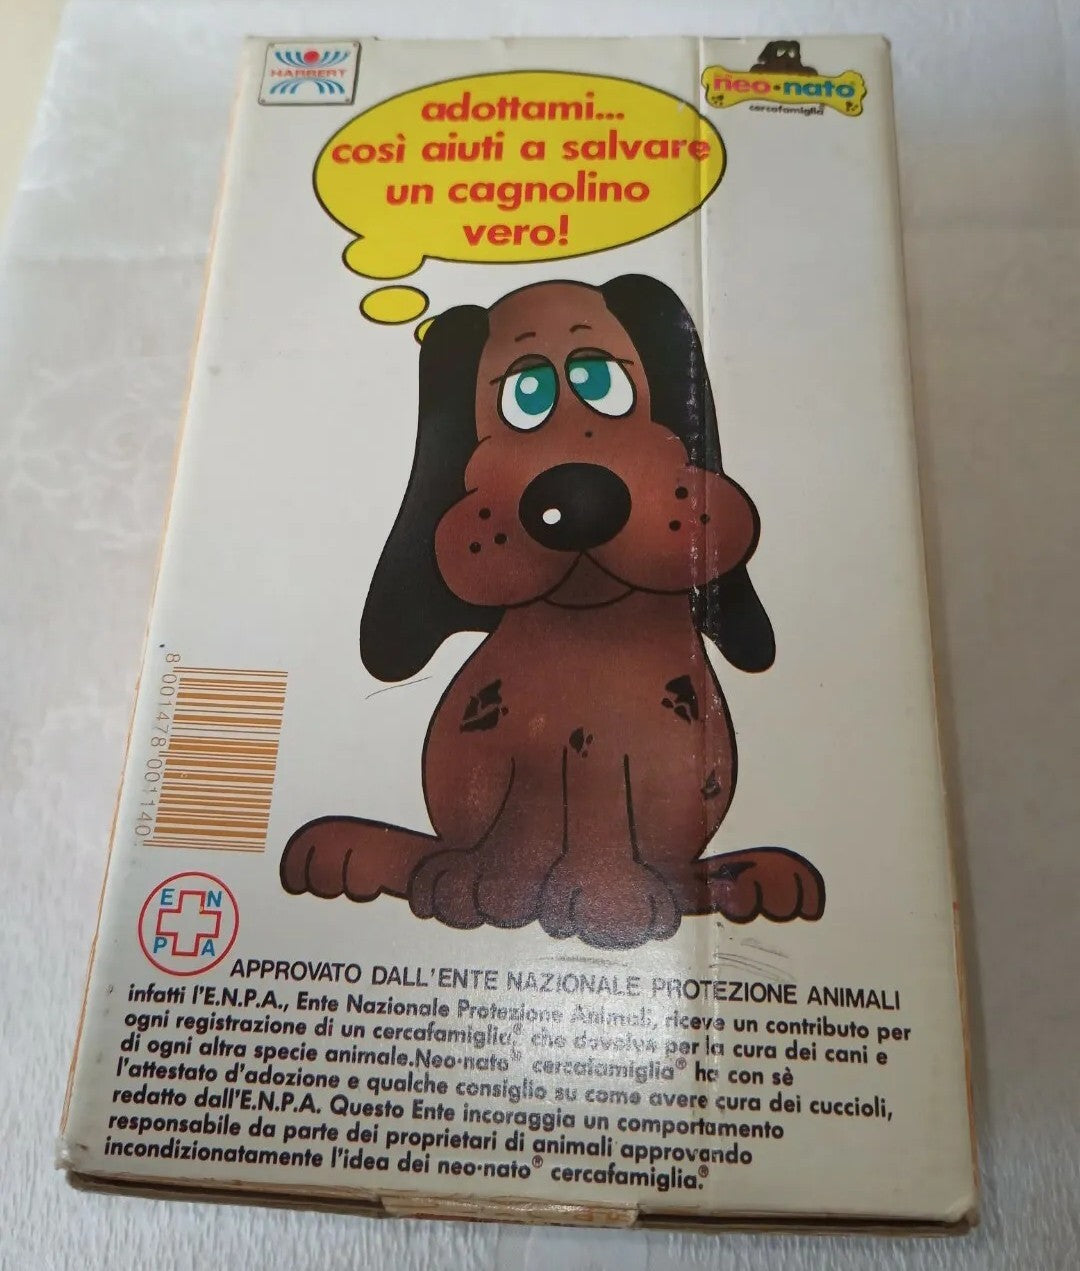 HARBERT
neo•nato®
cercafamiglia®
adottami...
così aiuti a salvare
un cagnolino
vero!
8 001478 001140
E N
P A
APPROVATO DALL'ENTE NAZIONALE PROTEZIONE ANIMALI
infatti l'E.N.P.A., Ente Nazionale Protezione Animali, riceve un contributo per
ogni registrazione di un cercafamiglia,® che devolve per la cura dei cani e
di ogni altra specie animale.Neo•nato® cercafamiglia® ha con sè
l'attestato d'adozione e qualche consiglio su come avere cura dei cuccioli,
redatto dall'E.N.P.A. Questo Ente incoraggia un comportamento
responsabile da parte dei proprietari di animali approvando
incondizionatamente l'idea dei neo•nato® cercafamiglia.®